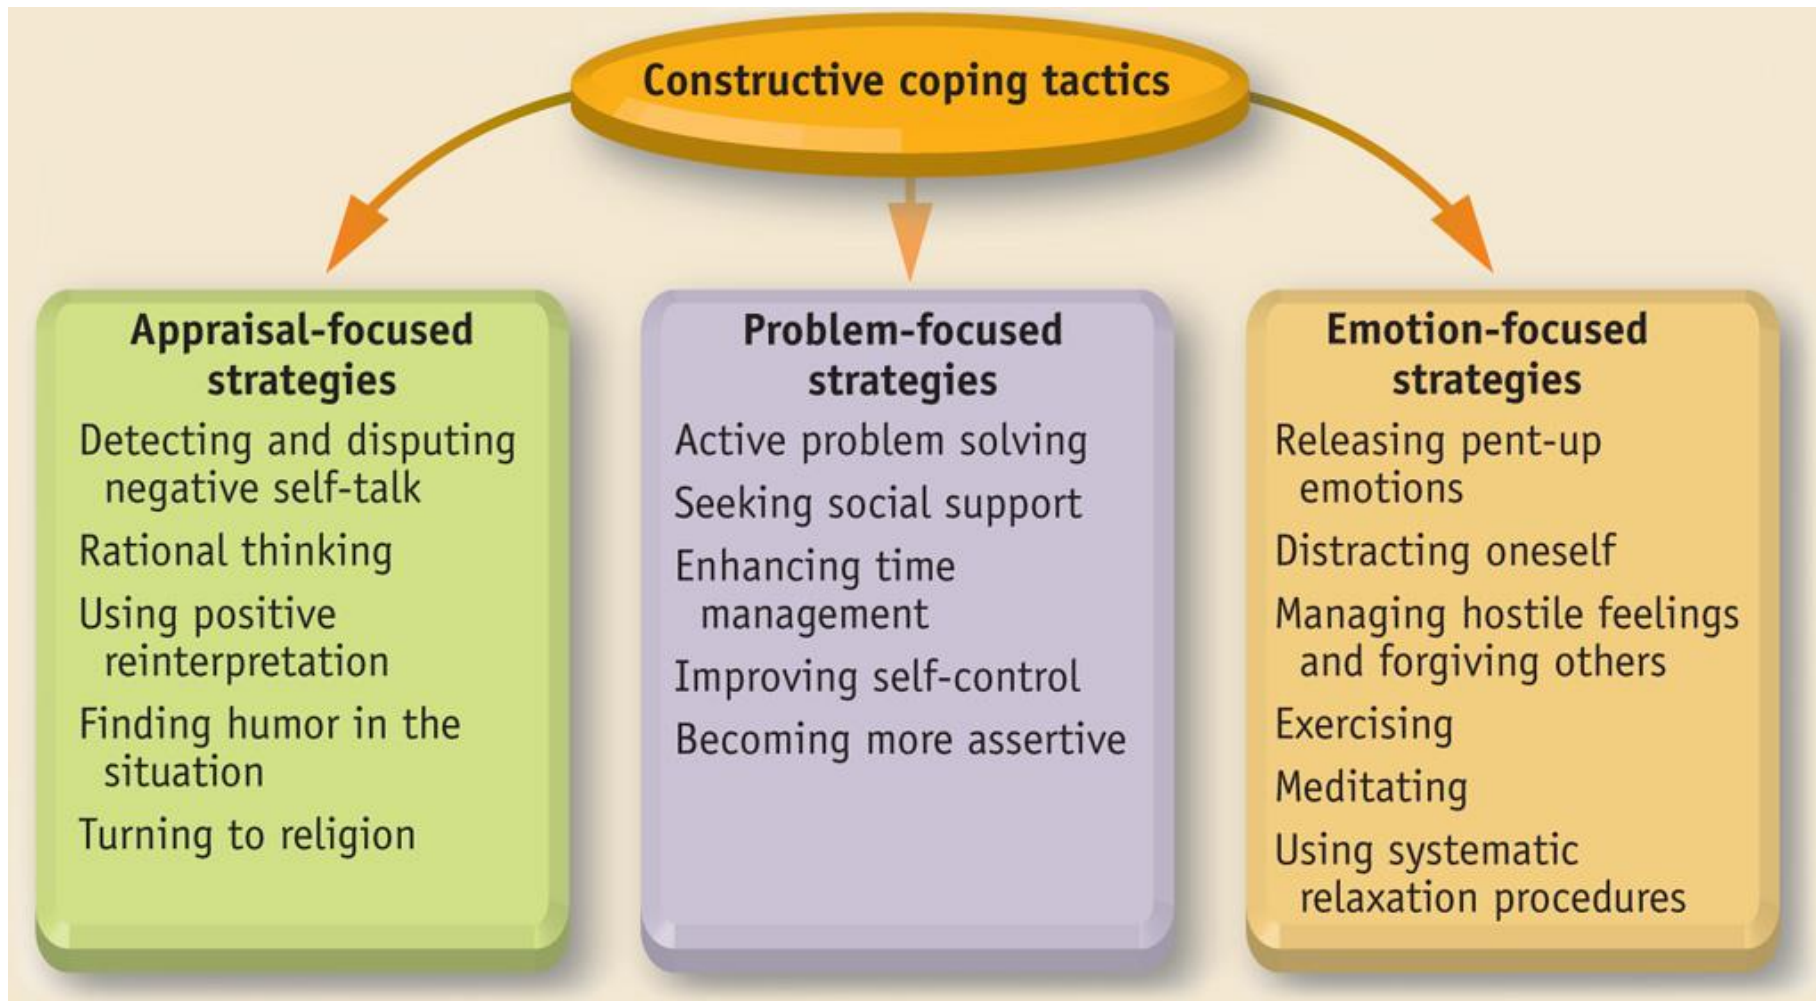 Constructive coping tactics
Appraisal-focused
strategies
Detecting and disputing
negative self-talk
Rational thinking
Using positive
reinterpretation
Finding humor in the
situation
Turning to religion
Problem-focused
strategies
Active problem solving
Seeking social support
Enhancing time
management
Improving self-control
Becoming more assertive
Emotion-focused
strategies
Releasing pent-up
emotions
Distracting oneself
Managing hostile feelings
and forgiving others
Exercising
Meditating
Using systematic
relaxation procedures